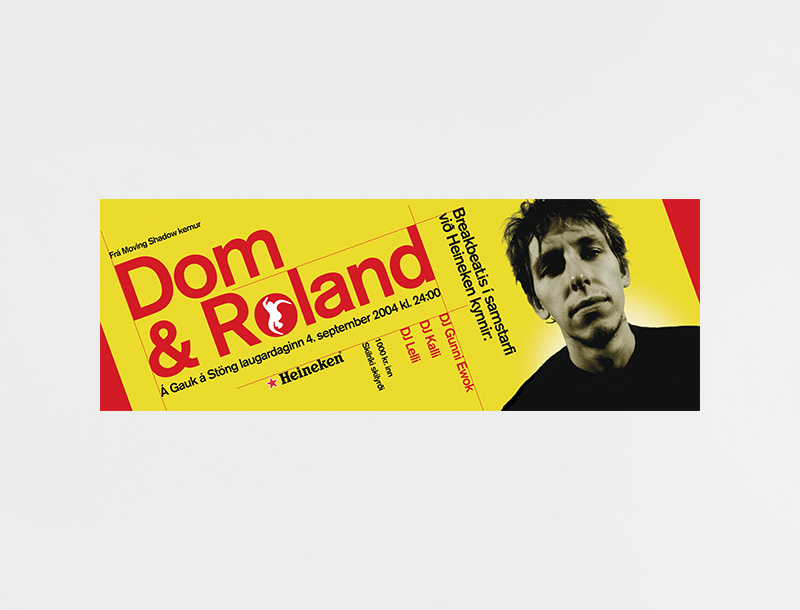 Frá Moving Shadow kemur
Dom
& Roland
Á Gauk á Stöng laugardaginn 4. september 2004 kl. 24:00
Heineken
1000 kr. inn
Skilríki skilyrði
DJ Lelli
DJ Kalli
DJ Gunni Ewok
Breakbeat.is í samstarfi
við Heineken kynnir: